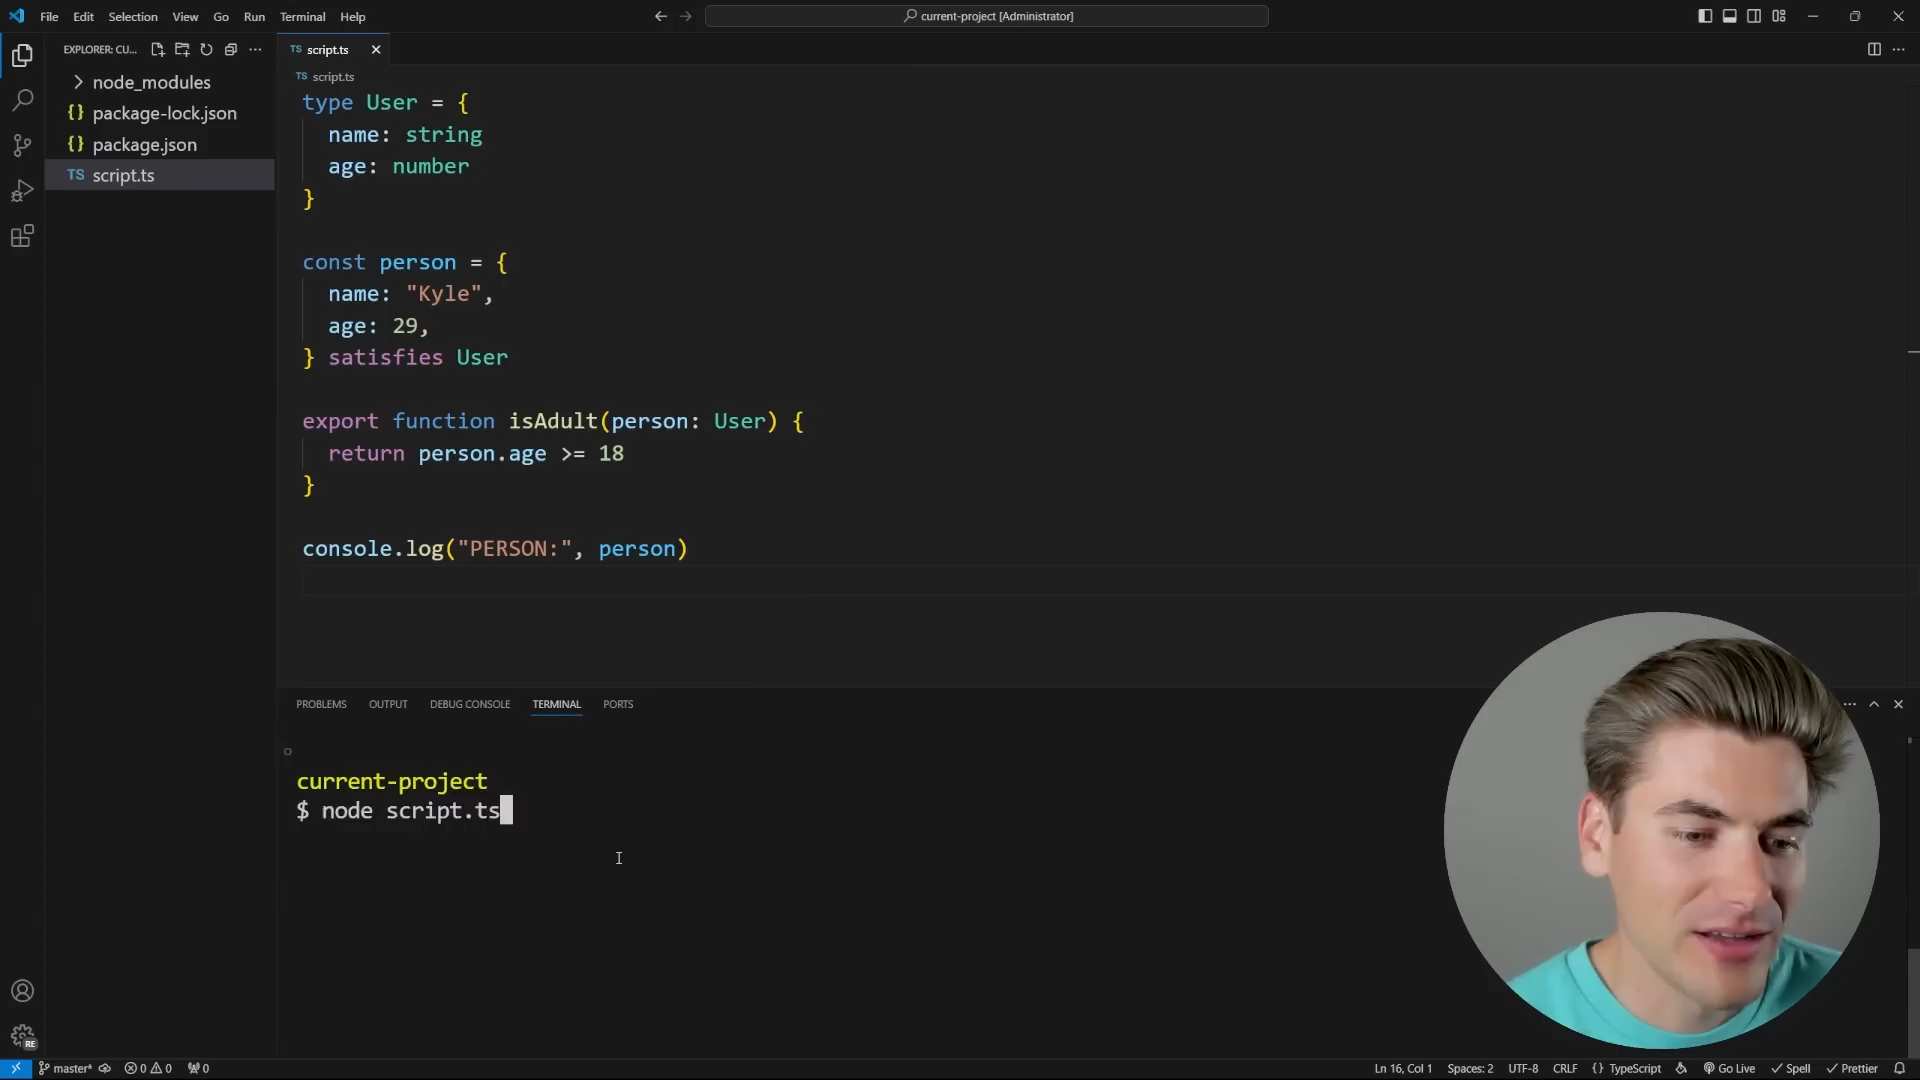 File Edit Selection View Go Run Terminal Help
current-project [Administrator]
EXPLORER: CU...
TS script.ts
node_modules
{} package-lock.json
{} package.json
TS script.ts
TS script.ts
type User = {
name: string
age: number
}
const person = {
name: "Kyle",
age: 29,
} satisfies User
export function isAdult(person: User) {
return person.age >= 18
}
console.log("PERSON:", person)
PROBLEMS OUTPUT DEBUG CONSOLE TERMINAL PORTS
current-project
$ node script.ts
RE
master* 0 0 0
Ln 16, Col 1 Spaces: 2 UTF-8 CRLF {} TypeScript Go Live Spell Prettier